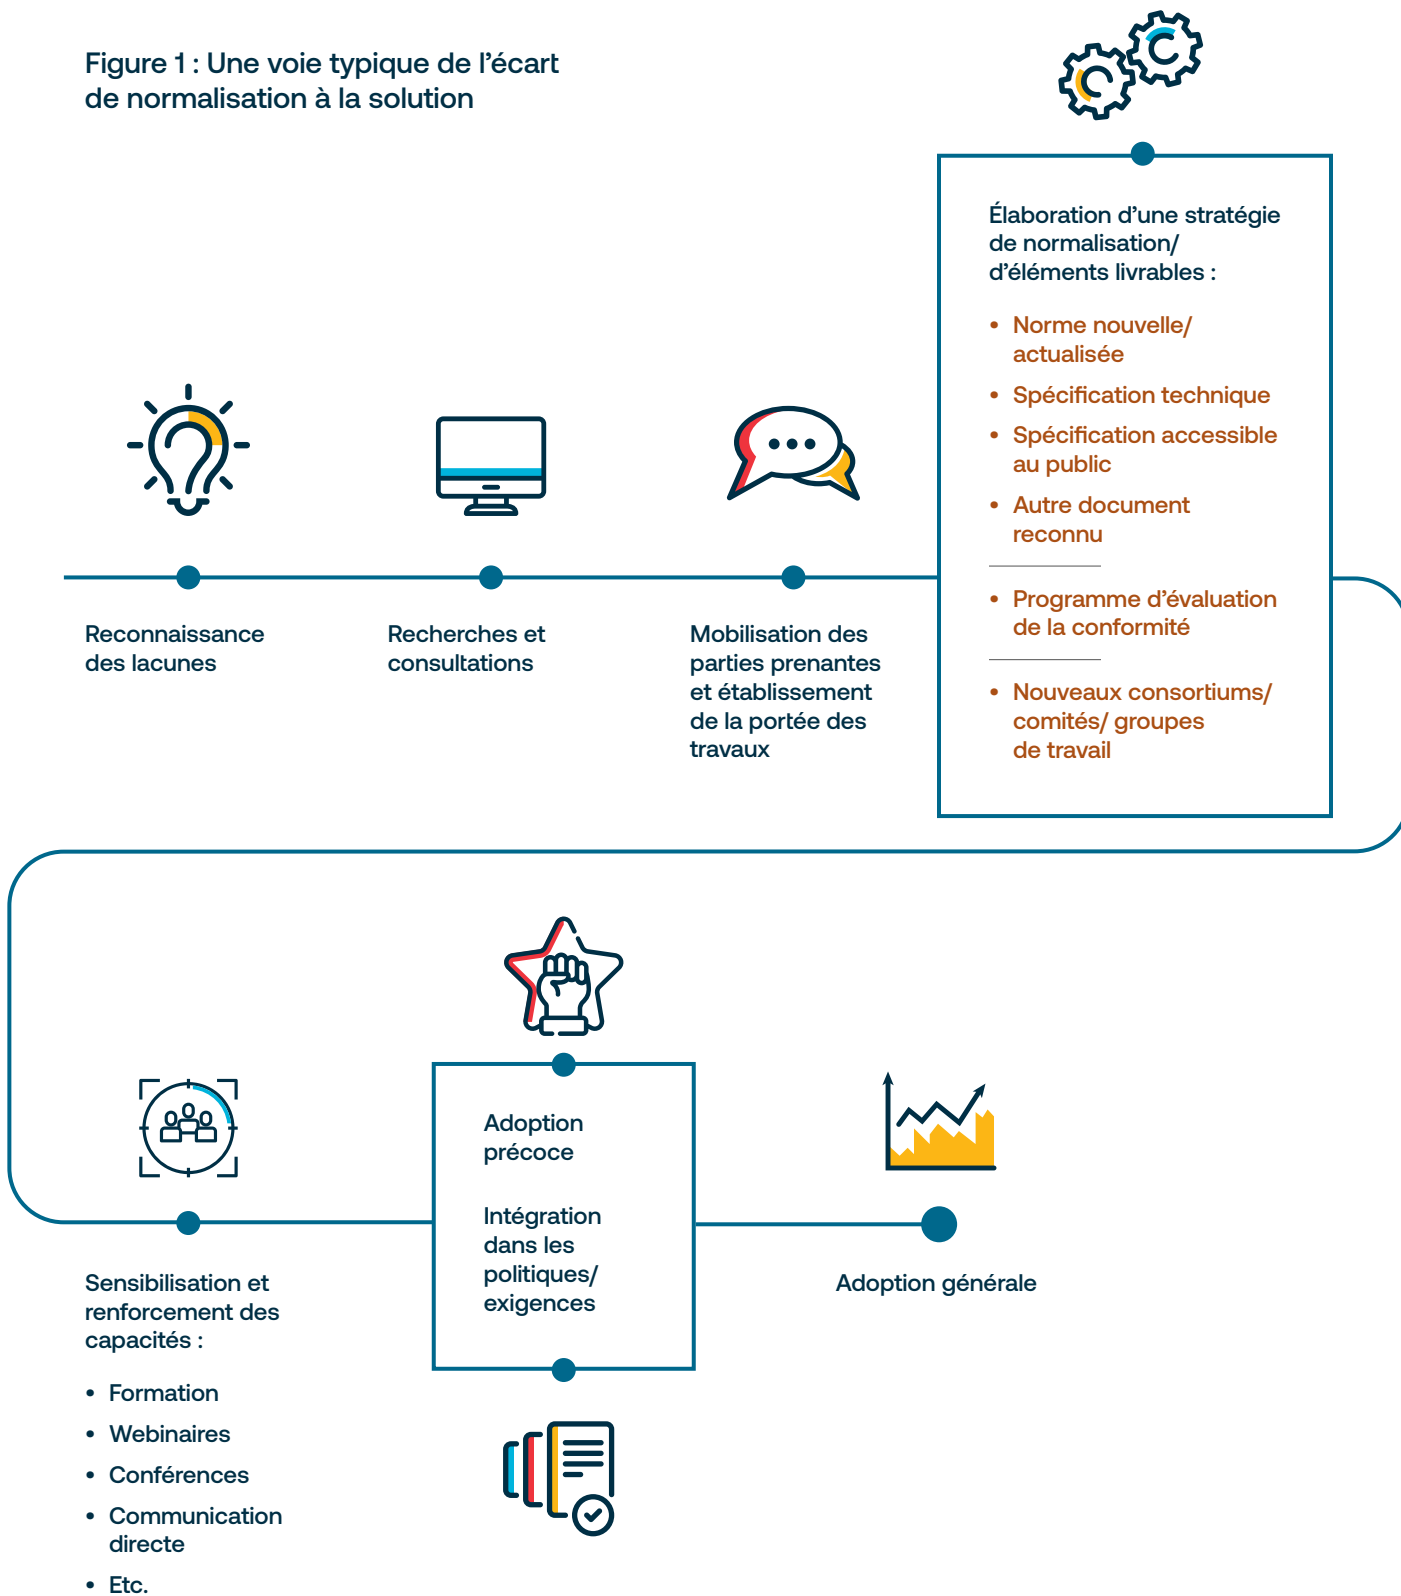 Figure 1 : Une voie typique de l’écart
de normalisation à la solution
Reconnaissance
des lacunes
Recherches et
consultations
Mobilisation des
parties prenantes
et établissement
de la portée des
travaux
Élaboration d’une stratégie
de normalisation/
d’éléments livrables :
• Norme nouvelle/
actualisée
• Spécification technique
• Spécification accessible
au public
• Autre document
reconnu
• Programme d’évaluation
de la conformité
• Nouveaux consortiums/
comités/ groupes
de travail
Sensibilisation et
renforcement des
capacités :
• Formation
• Webinaires
• Conférences
• Communication
directe
• Etc.
Adoption
précoce
Intégration
dans les
politiques/
exigences
Adoption générale